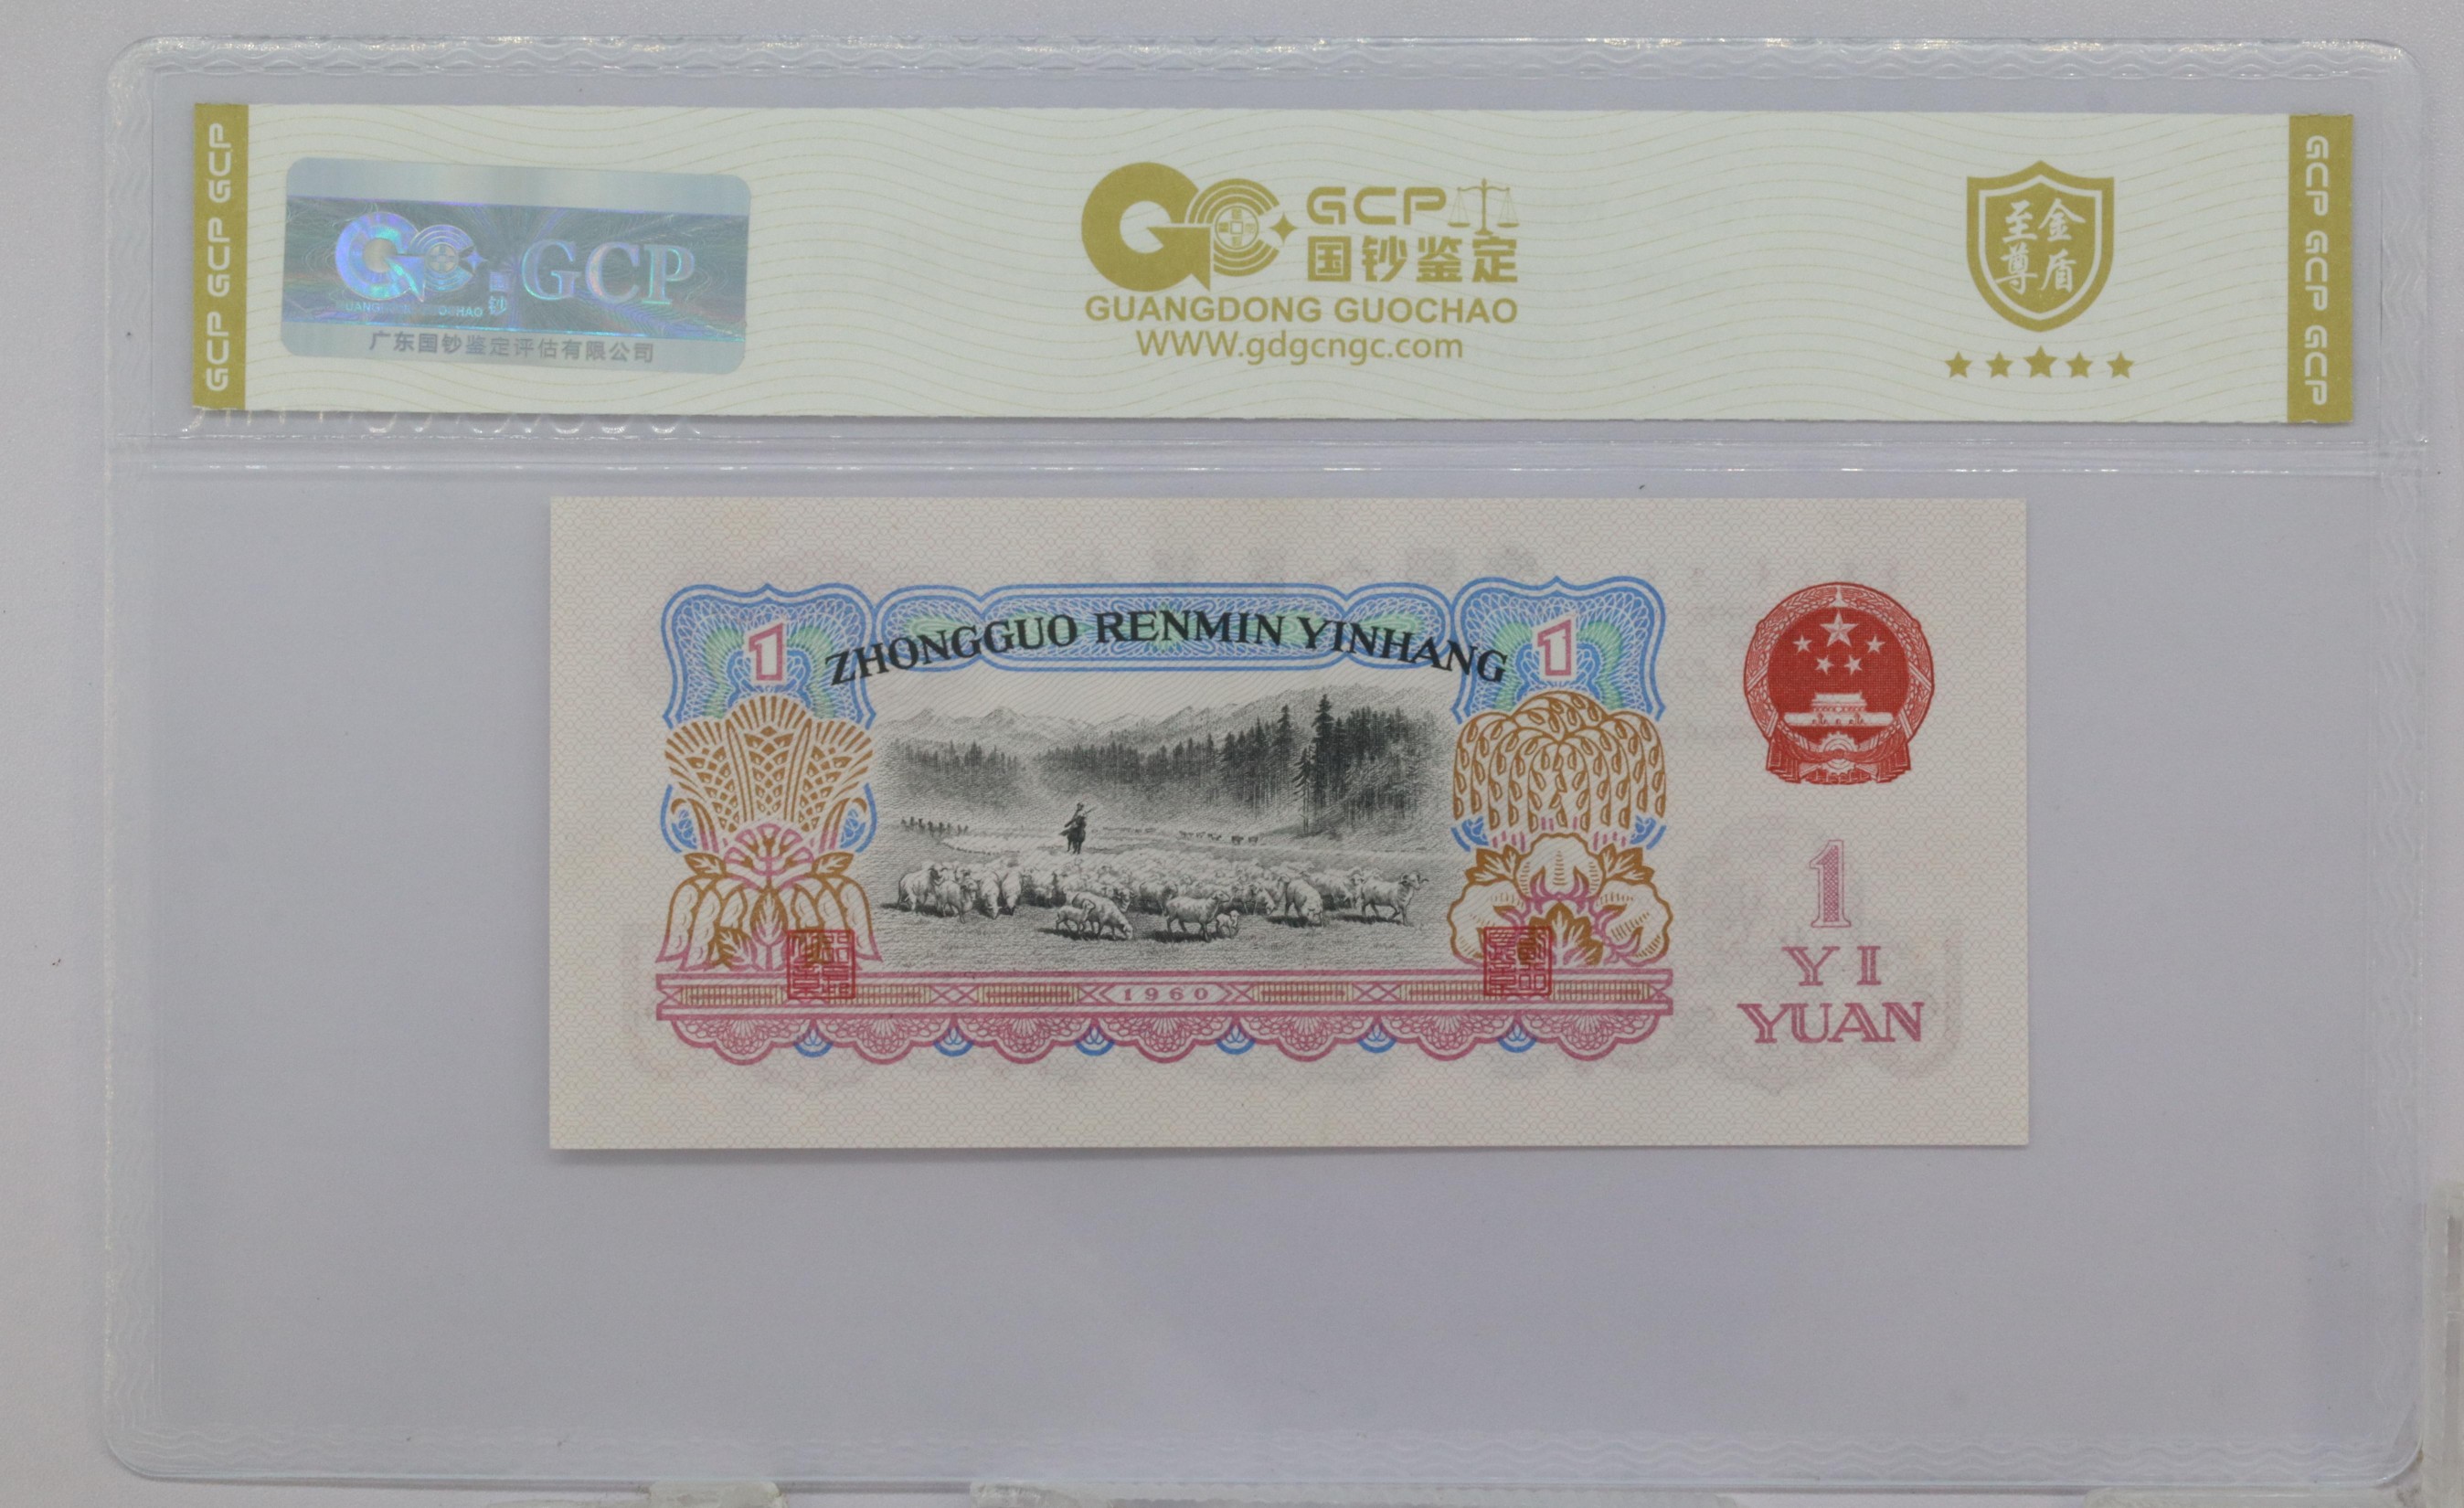 GCP GCP GCP
GCP
GUANGDONG GUOCHAO
国钞
广东国钞鉴定评估有限公司
GCP
国钞鉴定
GUANGDONG GUOCHAO
WWW.gdgcngc.com
至尊
金盾
GCP GCP GCP
ZHONGGUO RENMIN YINHANG
1
1
1
YI
YUAN
1960